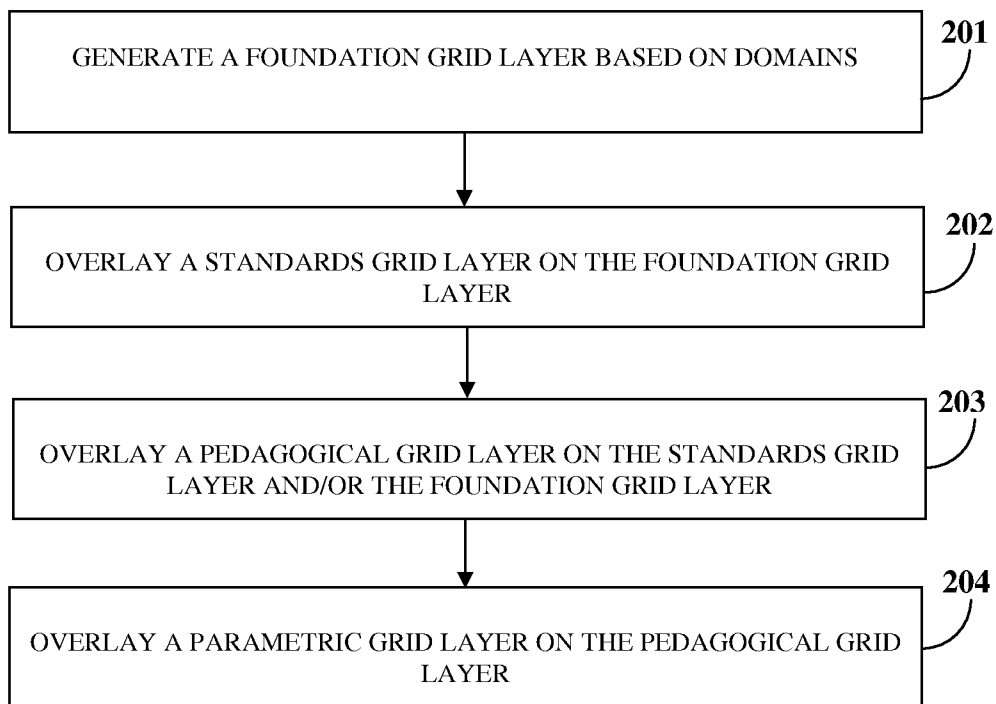 GENERATE A FOUNDATION GRID LAYER BASED ON DOMAINS
201
OVERLAY A STANDARDS GRID LAYER ON THE FOUNDATION GRID
LAYER
202
OVERLAY A PEDAGOGICAL GRID LAYER ON THE STANDARDS GRID
LAYER AND/OR THE FOUNDATION GRID LAYER
203
OVERLAY A PARAMETRIC GRID LAYER ON THE PEDAGOGICAL GRID
LAYER
204